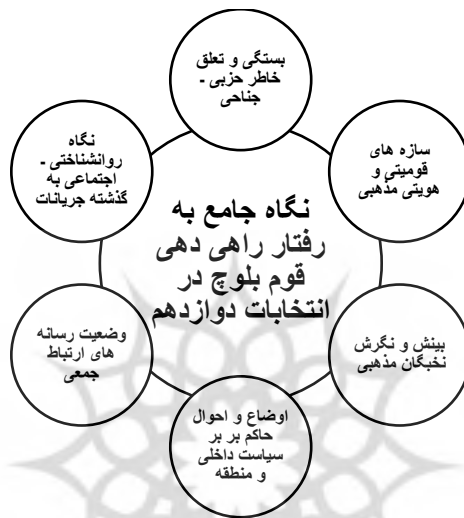 بستگی و تعلق
خاطر حزبی -
جناحی
سازه های
قومیتی و
هویتی مذهبی
بینش و نگرش
نخبگان مذهبی
اوضاع و احوال
حاکم بر بر
سیاست داخلی
و منطقه
وضعیت رسانه
های ارتباط
جمعی
نگاه
روانشناختی -
اجتماعی به
گذشته جریانات
نگاه جامع به
رفتار راهی دهی
قوم بلوچ در
انتخابات دوازدهم